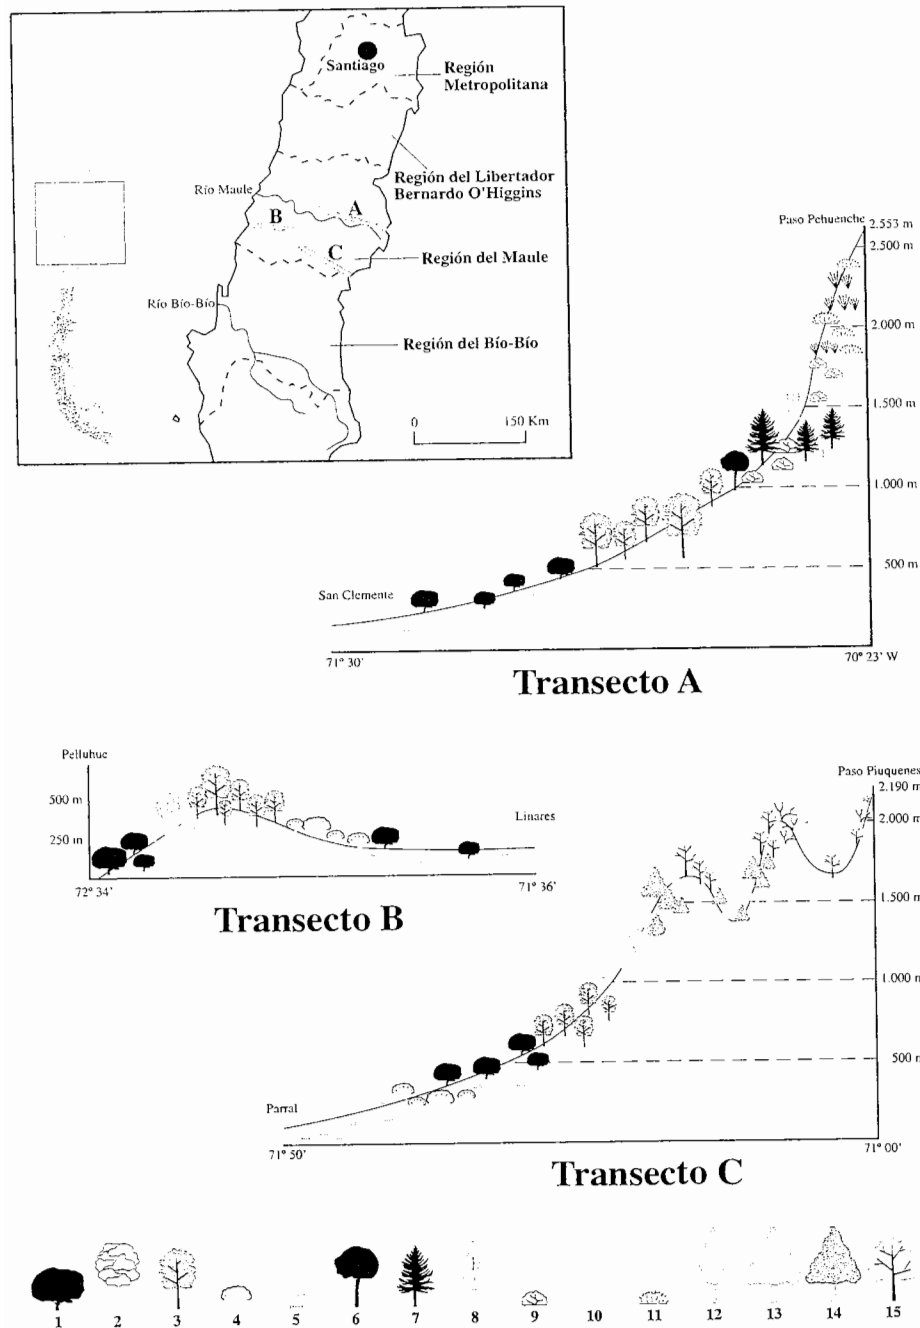 Santiago
Región
Metropolitana
Región del Libertador
Bernardo O'Higgins
Río Maule
A
B
C
Región del Maule
Río Bío-Bío
Región del Bío-Bío
0 150 Km
Paso Pehuenche
2.553 m
2.500 m
2.000 m
1.500 m
1.000 m
500 m
San Clemente
71° 30'
70° 23' W
Transecto A
Pelluhue
500 m
250 m
Linares
72° 34'
71° 36'
Transecto B
Paso Piuquenes
2.190 m
2.000 m
1.500 m
1.000 m
500 m
Parral
71° 50'
71° 00'
Transecto C
1 2 3 4 5 6 7 8 9 10 11 12 13 14 15